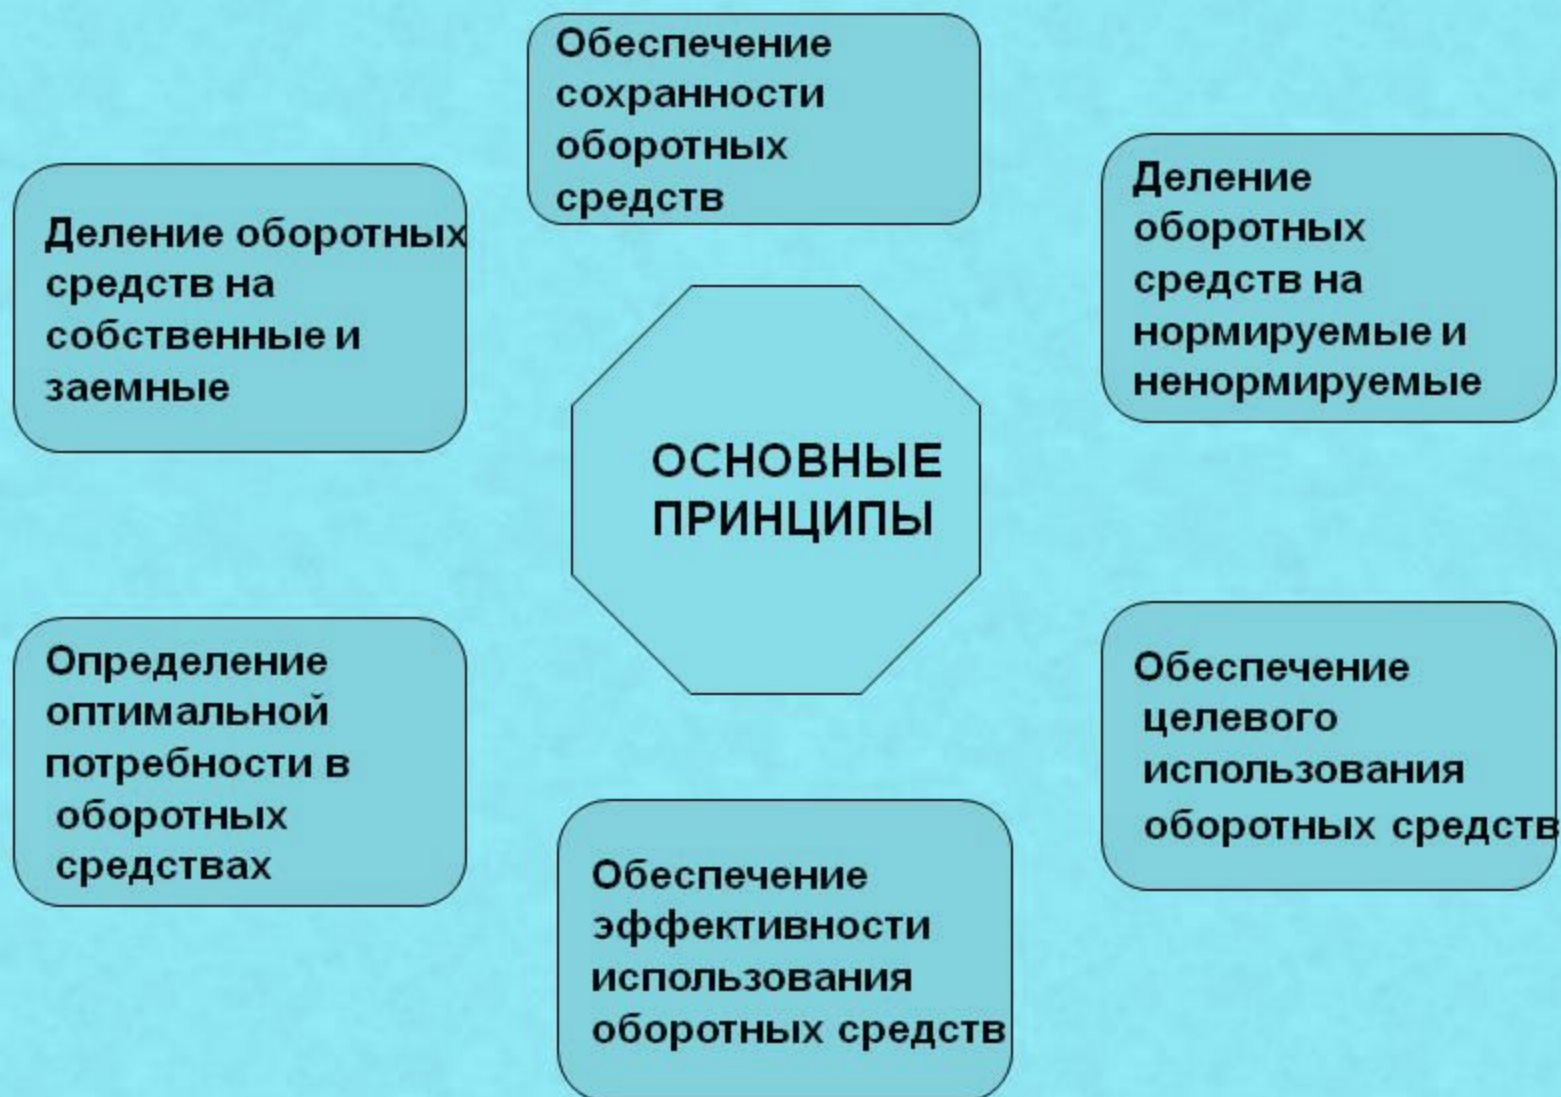 Обеспечение
сохранности
оборотных
средств
Деление оборотных
средств на
собственные и
заемные
Деление
оборотных
средств на
нормируемые и
ненормируемые
ОСНОВНЫЕ
ПРИНЦИПЫ
Определение
оптимальной
потребности в
оборотных
средствах
Обеспечение
целевого
использования
оборотных средств
Обеспечение
эффективности
использования
оборотных средств